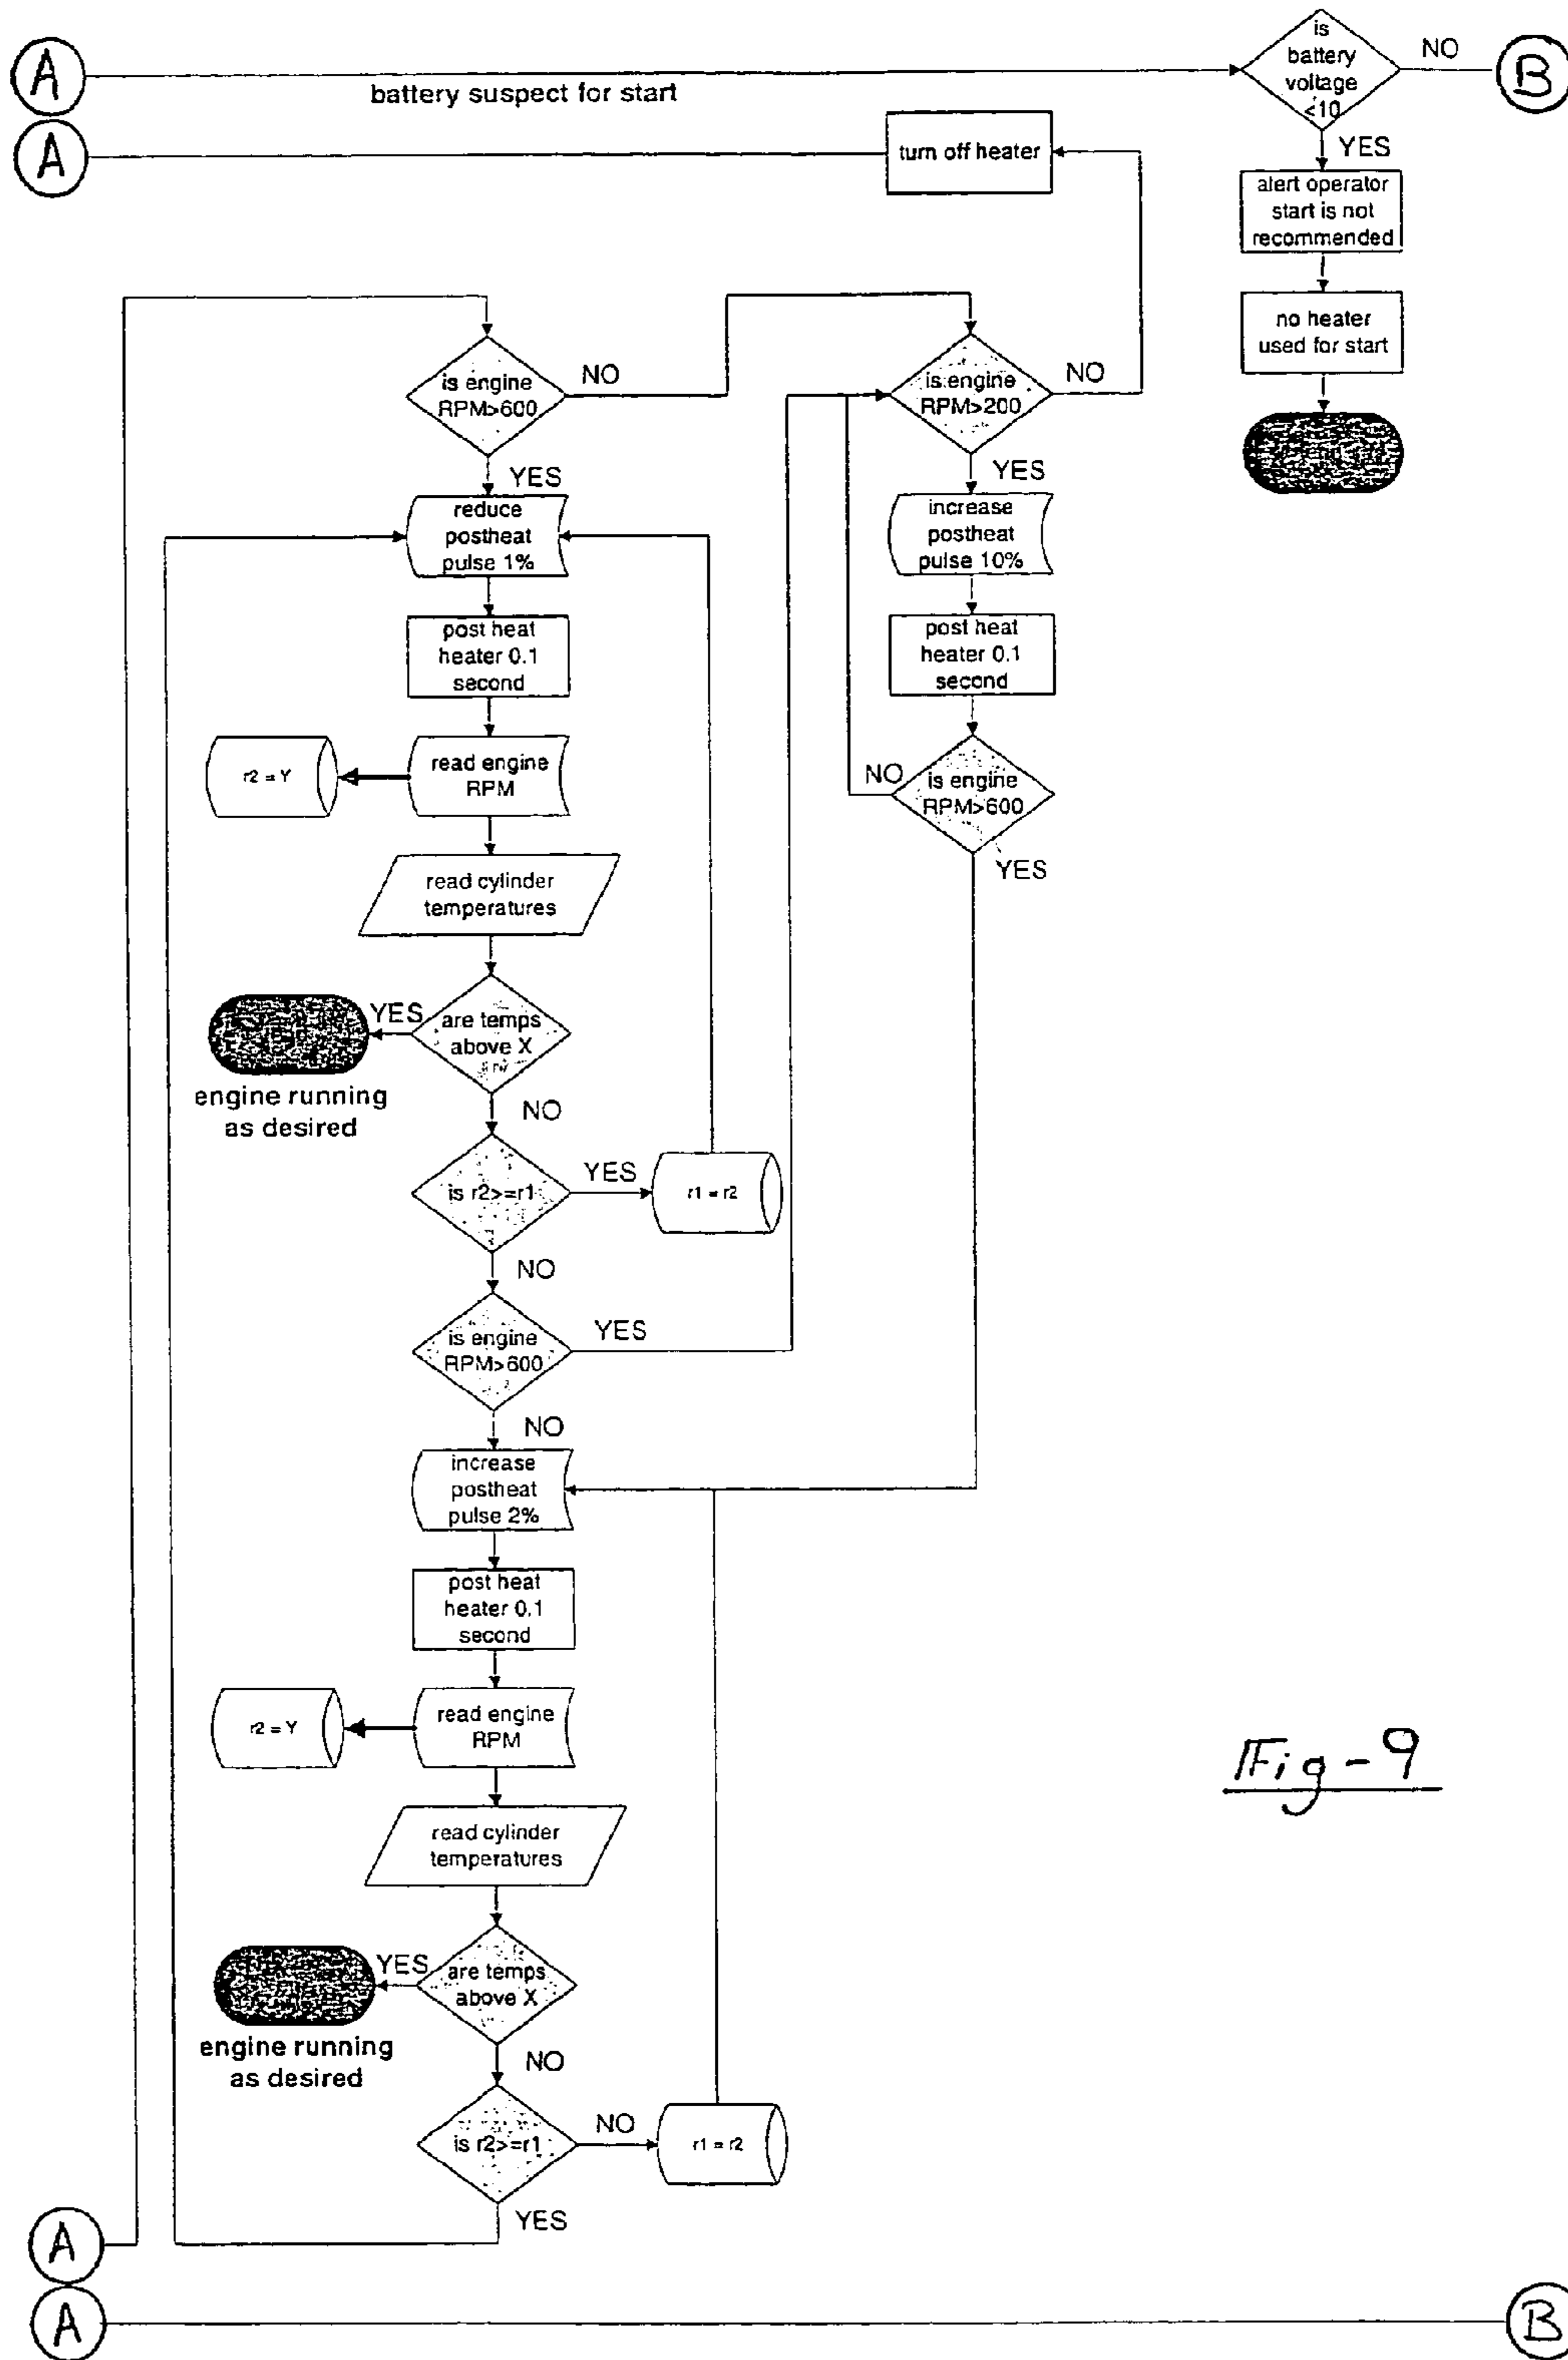 A
battery suspect for start
is
battery
voltage
<10
NO
B
YES
A
turn off heater
alert operator
start is not
recommended
no heater
used for start
is engine
RPM>600
NO
YES
is engine
RPM>200
NO
YES
reduce
postheat
pulse 1%
increase
postheat
pulse 10%
post heat
heater 0.1
second
post heat
heater 0.1
second
r2 = Y
read engine
RPM
NO
is engine
RPM>600
YES
read cylinder
temperatures
YES
are temps
above X
engine running
as desired
NO
is r2>=r1
YES
r1 = r2
NO
is engine
RPM>600
YES
NO
increase
postheat
pulse 2%
post heat
heater 0.1
second
r2 = Y
read engine
RPM
Fig-9
read cylinder
temperatures
YES
are temps
above X
engine running
as desired
NO
is r2>=r1
NO
r1 = r2
YES
A
A
B